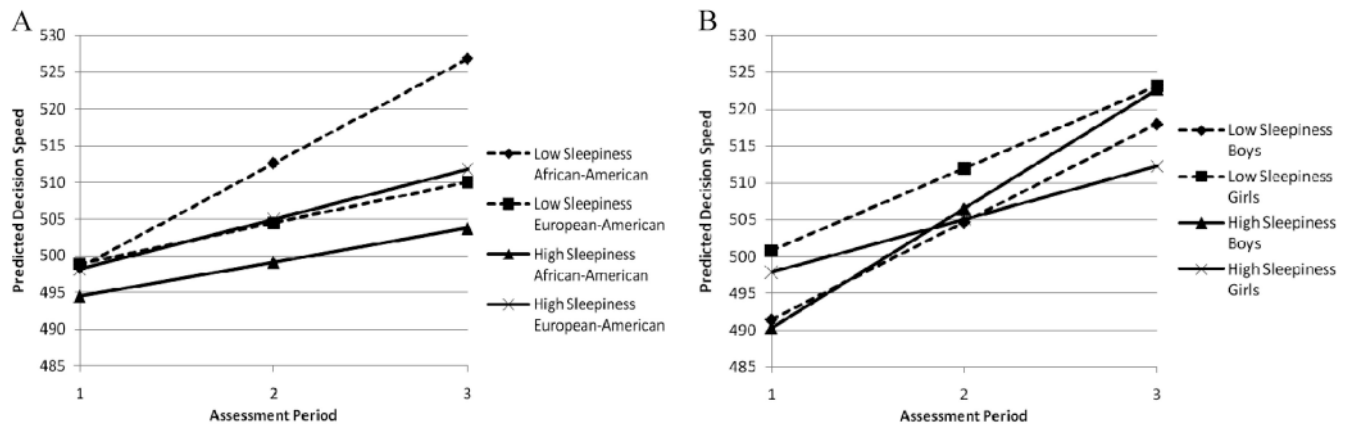 A
Predicted Decision Speed
530
525
520
515
510
505
500
495
490
485
1 2 3
Assessment Period
Low Sleepiness
African-American
Low Sleepiness
European-American
High Sleepiness
African-American
High Sleepiness
European-American
B
Predicted Decision Speed
530
525
520
515
510
505
500
495
490
485
1 2 3
Assessment Period
Low Sleepiness
Boys
Low Sleepiness
Girls
High Sleepiness
Boys
High Sleepiness
Girls